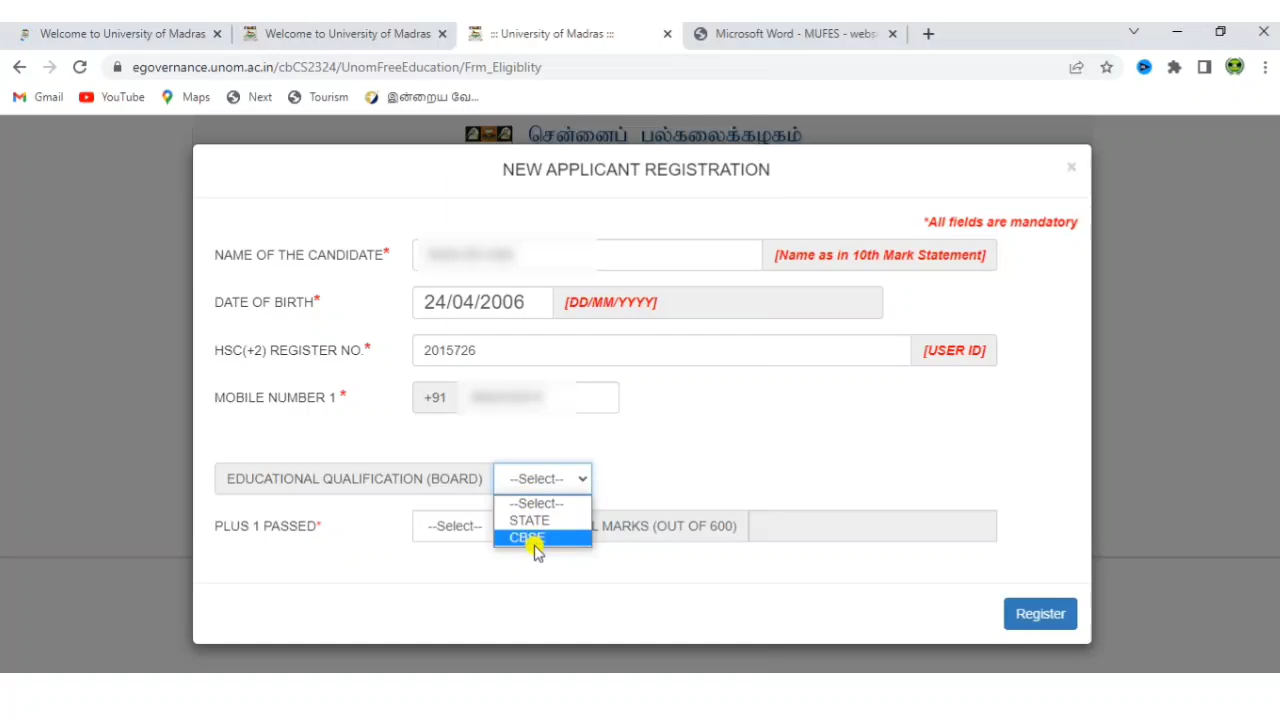 Welcome to University of Madras
Welcome to University of Madras
::: University of Madras :::
Microsoft Word - MUFES - webs
egovernance.unom.ac.in/cbCS2324/UnomFreeEducation/Frm_Eligiblity
Gmail
YouTube
Maps
Next
Tourism
இன்றைய வே...
சென்னைப் பல்கலைக்கழகம்
NEW APPLICANT REGISTRATION
×
*All fields are mandatory
NAME OF THE CANDIDATE*
[Name as in 10th Mark Statement]
DATE OF BIRTH*
24/04/2006
[DD/MM/YYYY]
HSC(+2) REGISTER NO.*
2015726
[USER ID]
MOBILE NUMBER 1 *
+91
EDUCATIONAL QUALIFICATION (BOARD)
--Select--
--Select--
STATE
CBSE
PLUS 1 PASSED*
--Select--
L MARKS (OUT OF 600)
Register